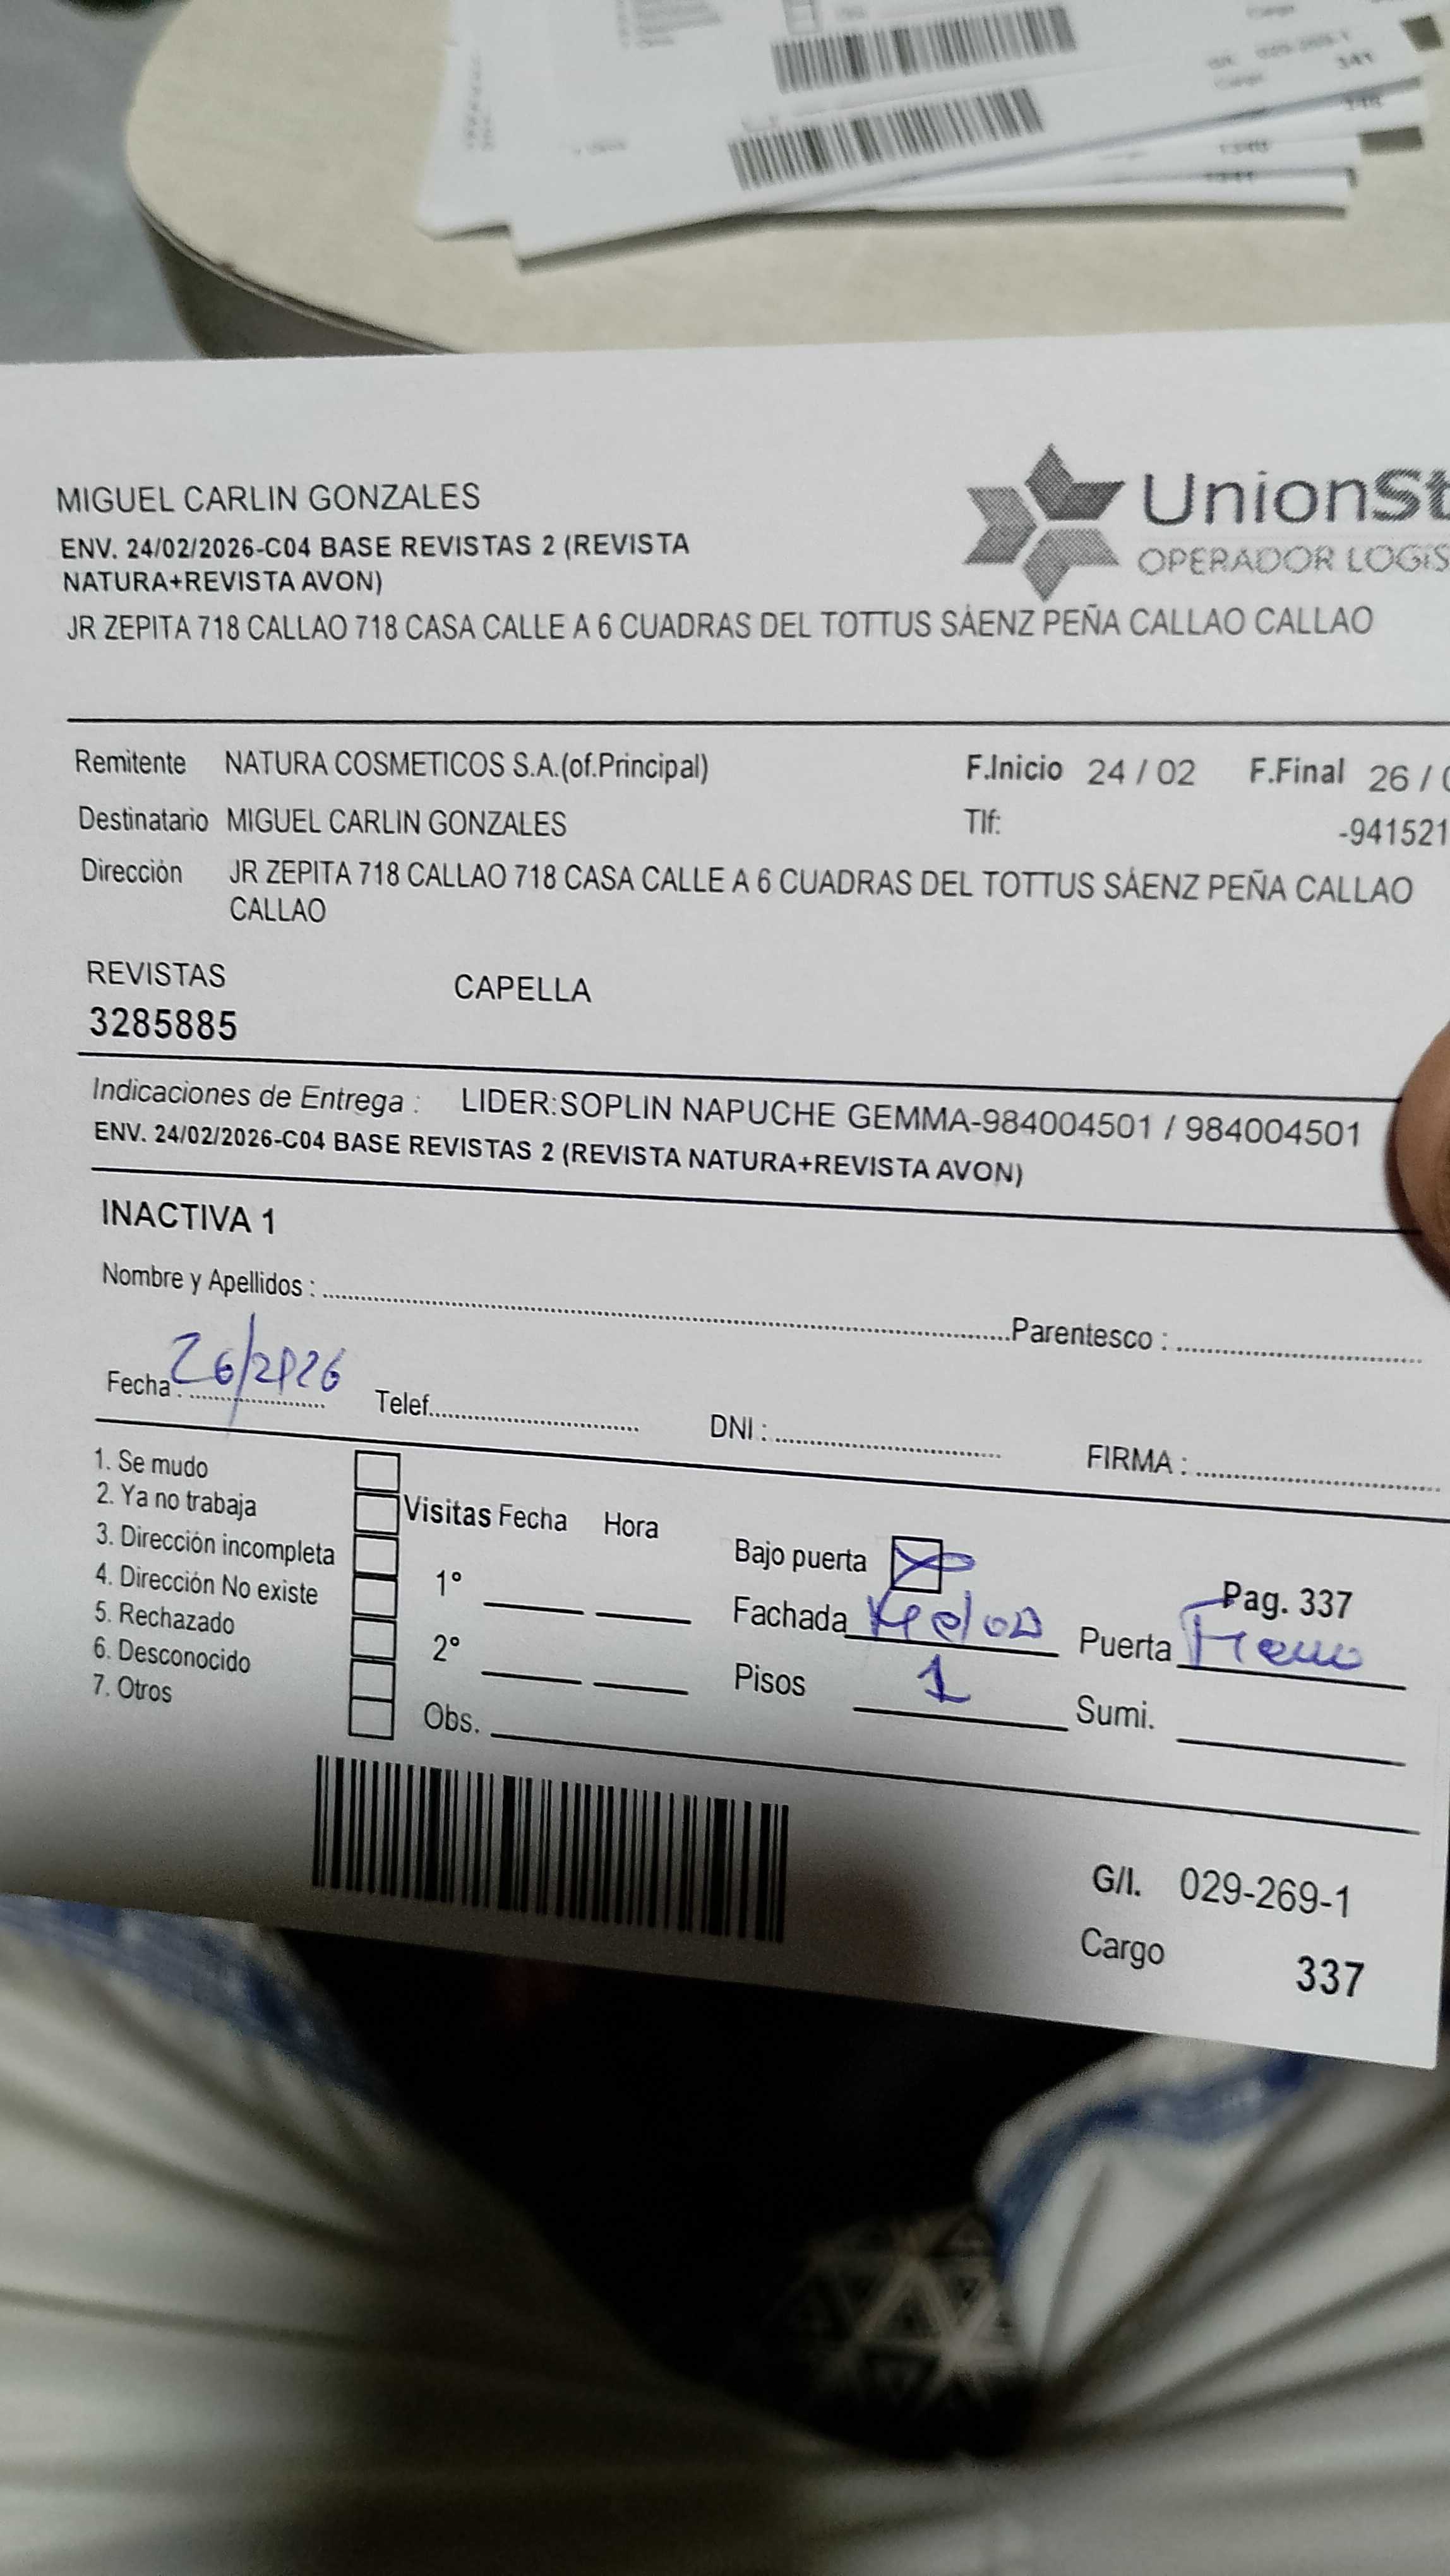 MIGUEL CARLIN GONZALES
ENV. 24/02/2026-C04 BASE REVISTAS 2 (REVISTA
NATURA+REVISTA AVON)
JR ZEPITA 718 CALLAO 718 CASA CALLE A 6 CUADRAS DEL TOTTUS SÁENZ PEÑA CALLAO CALLAO
UnionSt
OPERADOR LOGIS
Remitente NATURA COSMETICOS S.A.(of.Principal) F.Inicio 24 / 02 F.Final 26 / 0
Destinatario MIGUEL CARLIN GONZALES Tlf: -941521
Dirección JR ZEPITA 718 CALLAO 718 CASA CALLE A 6 CUADRAS DEL TOTTUS SÁENZ PEÑA CALLAO
CALLAO
REVISTAS CAPELLA
3285885
Indicaciones de Entrega : LIDER:SOPLIN NAPUCHE GEMMA-984004501 / 984004501
ENV. 24/02/2026-C04 BASE REVISTAS 2 (REVISTA NATURA+REVISTA AVON)
INACTIVA 1
Nombre y Apellidos : Parentesco :
Fecha : Telef. DNI : FIRMA :
1. Se mudo
2. Ya no trabaja
3. Dirección incompleta
4. Dirección No existe
5. Rechazado
6. Desconocido
7. Otros
Visitas Fecha Hora
1°
2°
Obs.
Bajo puerta
Fachada
Pisos 1
Pag. 337
Puerta
Sumi.
G/I. 029-269-1
Cargo 337